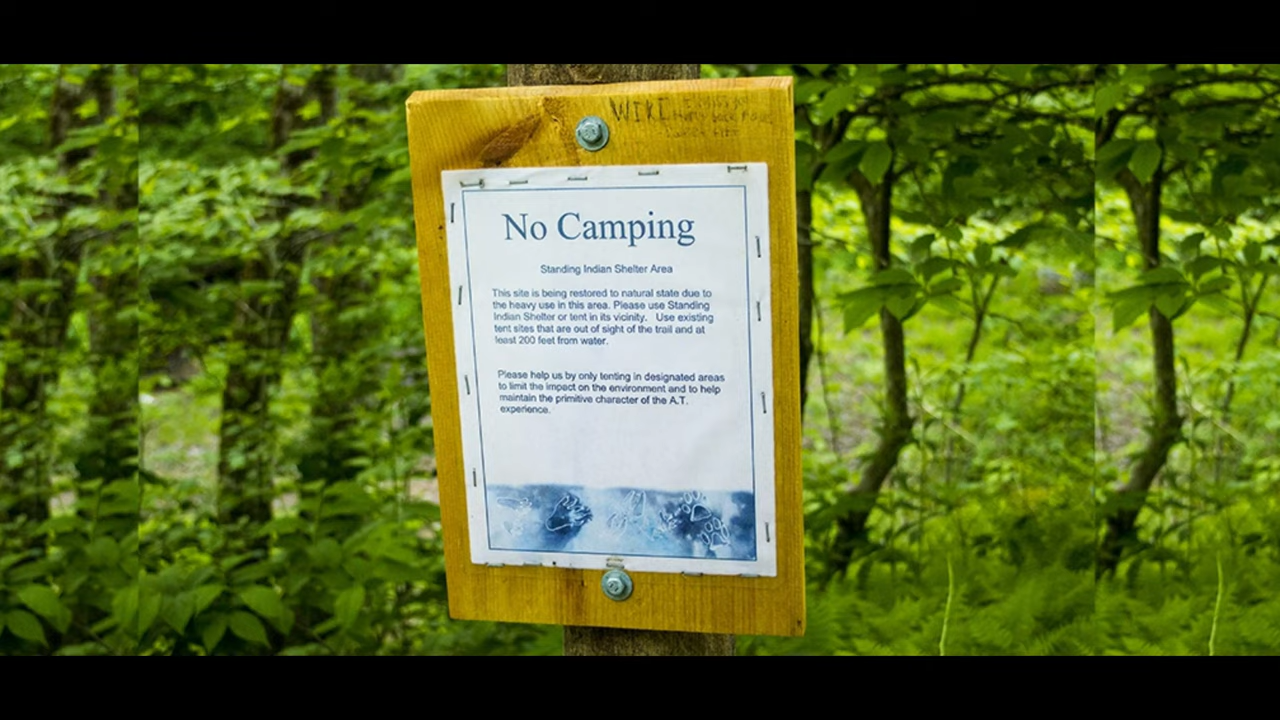 WIKI
No Camping
Standing Indian Shelter Area
This site is being restored to natural state due to
the heavy use in this area. Please use Standing
Indian Shelter or tent in its vicinity. Use existing
tent sites that are out of sight of the trail and at
least 200 feet from water.
Please help us by only tenting in designated areas
to limit the impact on the environment and to help
maintain the primitive character of the A.T.
experience.